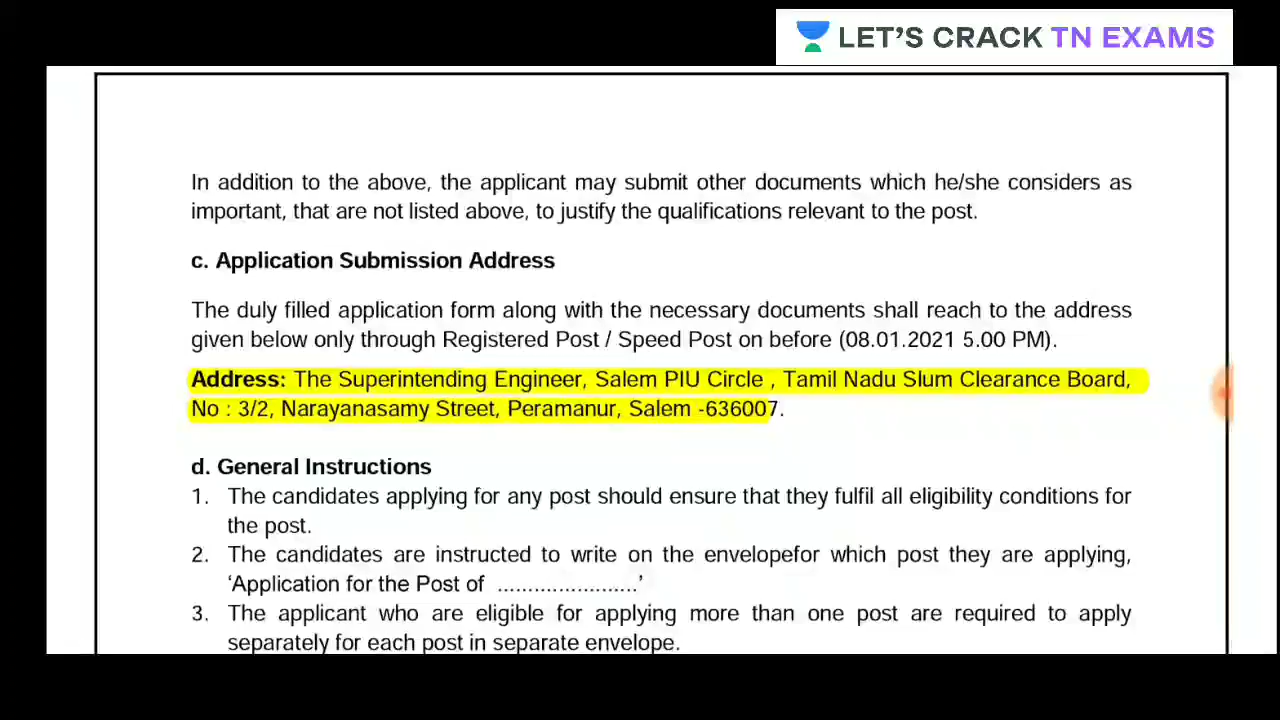 LET'S CRACK TN EXAMS
In addition to the above, the applicant may submit other documents which he/she considers as
important, that are not listed above, to justify the qualifications relevant to the post.
c. Application Submission Address
The duly filled application form along with the necessary documents shall reach to the address
given below only through Registered Post / Speed Post on before (08.01.2021 5.00 PM).
Address: The Superintending Engineer, Salem PIU Circle , Tamil Nadu Slum Clearance Board,
No : 3/2, Narayanasamy Street, Peramanur, Salem -636007.
d. General Instructions
1. The candidates applying for any post should ensure that they fulfil all eligibility conditions for
the post.
2. The candidates are instructed to write on the envelopefor which post they are applying,
‘Application for the Post of .......................’
3. The applicant who are eligible for applying more than one post are required to apply
separately for each post in separate envelope.